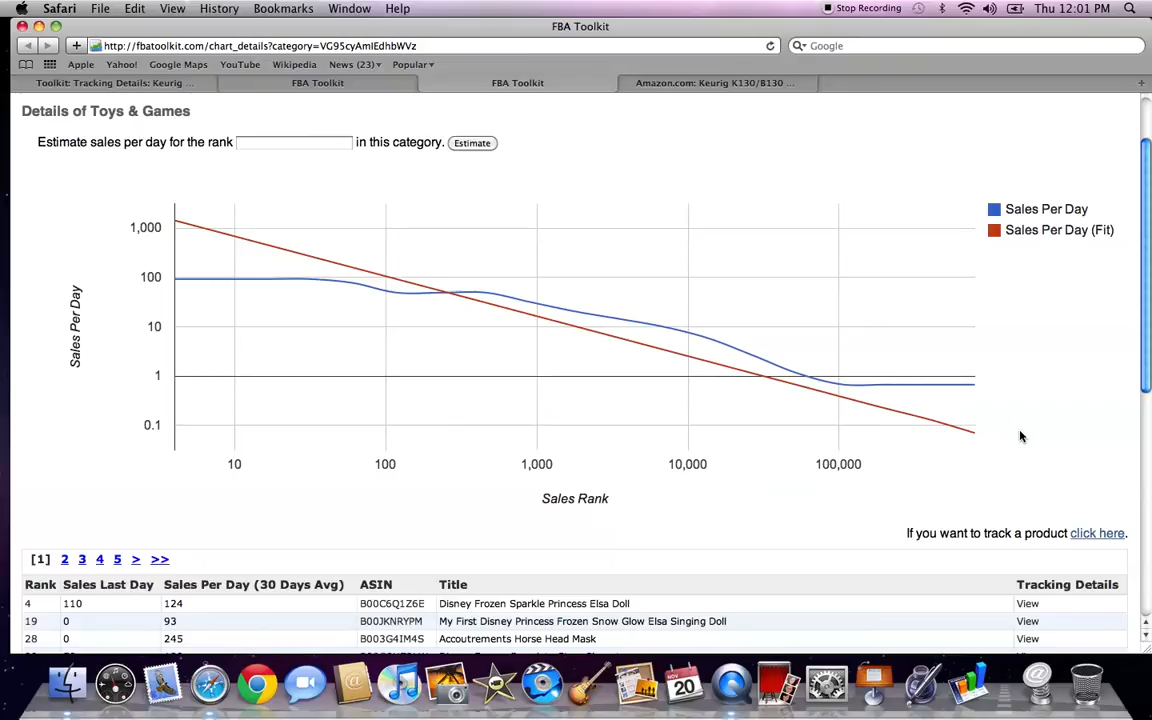 Safari File Edit View History Bookmarks Window Help Stop Recording Thu 12:01 PM
FBA Toolkit
http://fbatoolkit.com/chart_details?category=VG95cyAmIEdhbWVz Google
Apple Yahoo! Google Maps YouTube Wikipedia News (23) Popular
Toolkit: Tracking Details: Keurig ... FBA Toolkit FBA Toolkit Amazon.com: Keurig K130/B130 ...
Details of Toys & Games
Estimate sales per day for the rank in this category. Estimate
Sales Per Day
Sales Per Day (Fit)
1,000
100
10
1
0.1
Sales Per Day
10 100 1,000 10,000 100,000
Sales Rank
If you want to track a product click here.
[1] 2 3 4 5 > >>
Rank Sales Last Day Sales Per Day (30 Days Avg) ASIN Title Tracking Details
4 110 124 B00C6Q1Z6E Disney Frozen Sparkle Princess Elsa Doll View
19 0 93 B00JKNRYPM My First Disney Princess Frozen Snow Glow Elsa Singing Doll View
28 0 245 B003G4IM4S Accoutrements Horse Head Mask View
NOV
20